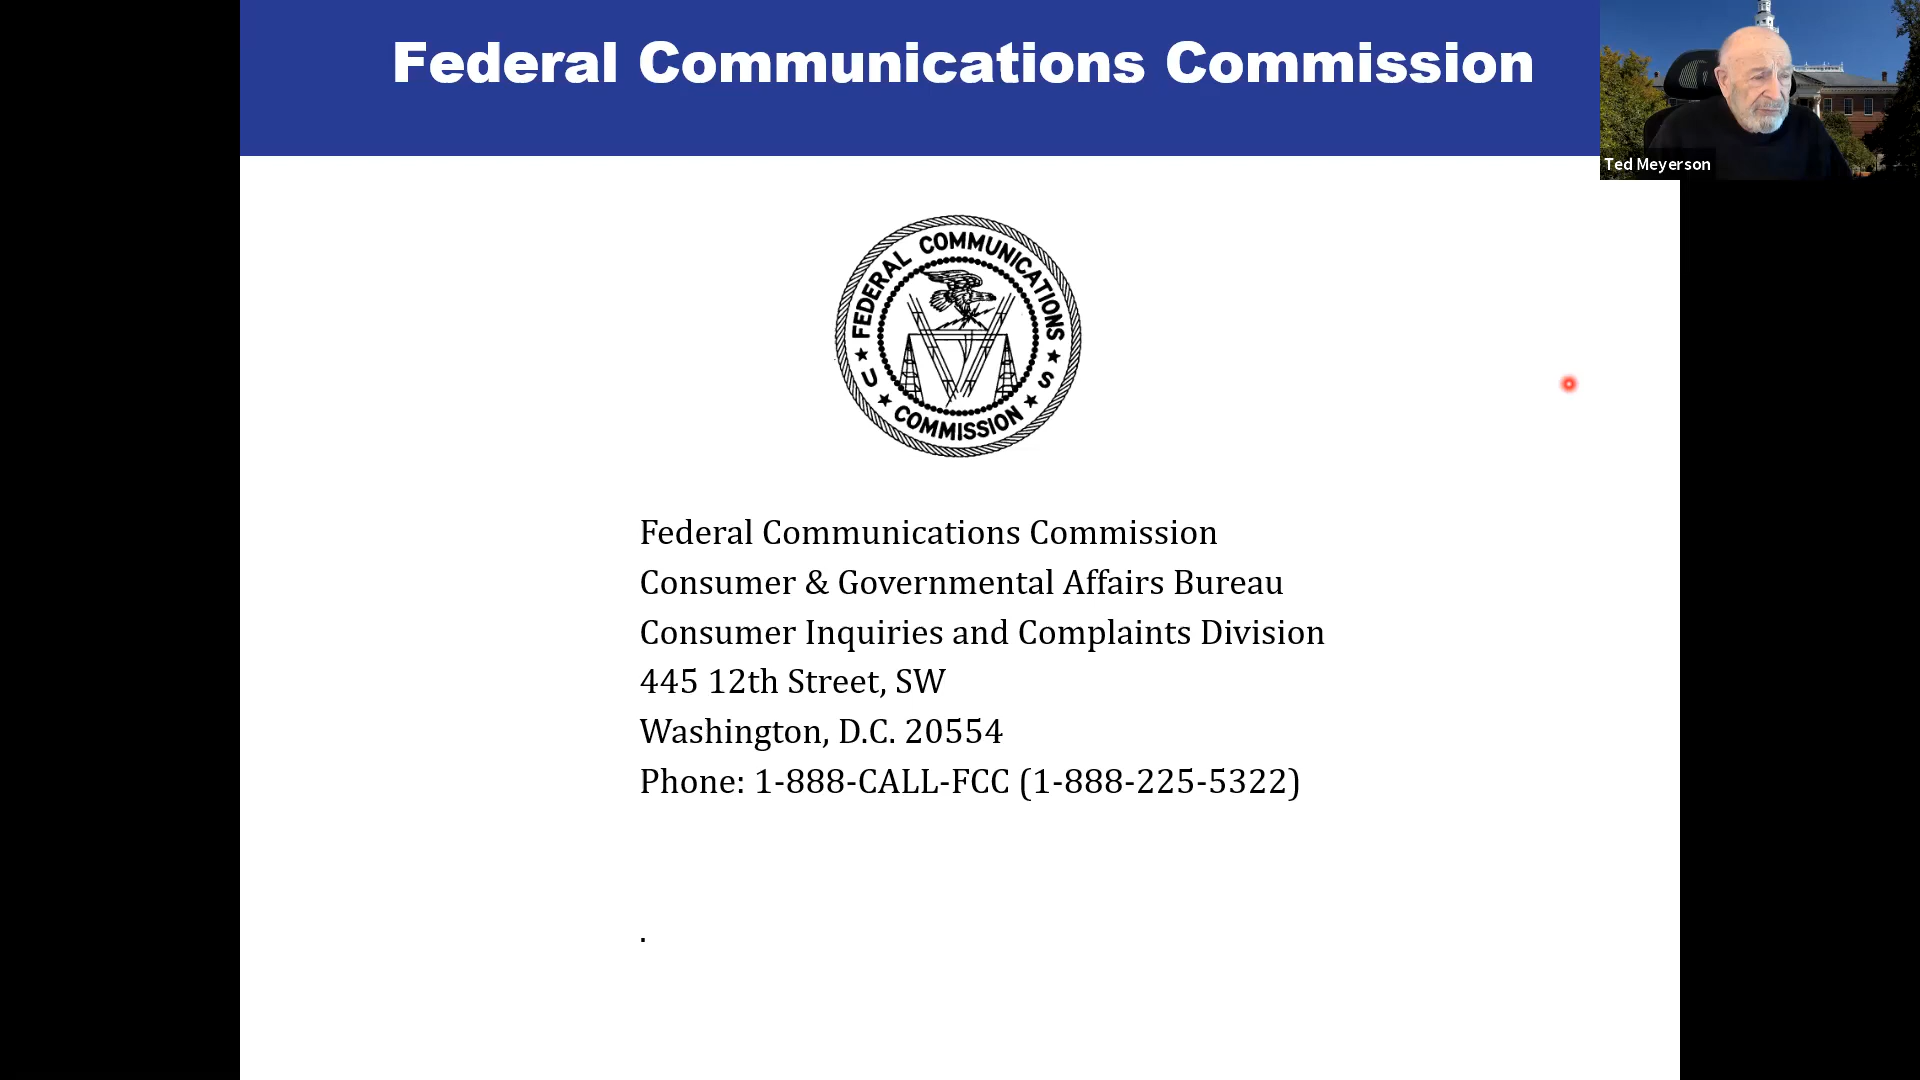 Federal Communications Commission
Ted Meyerson
FEDERAL COMMUNICATIONS
U S
COMMISSION
Federal Communications Commission
Consumer & Governmental Affairs Bureau
Consumer Inquiries and Complaints Division
445 12th Street, SW
Washington, D.C. 20554
Phone: 1-888-CALL-FCC (1-888-225-5322)
.